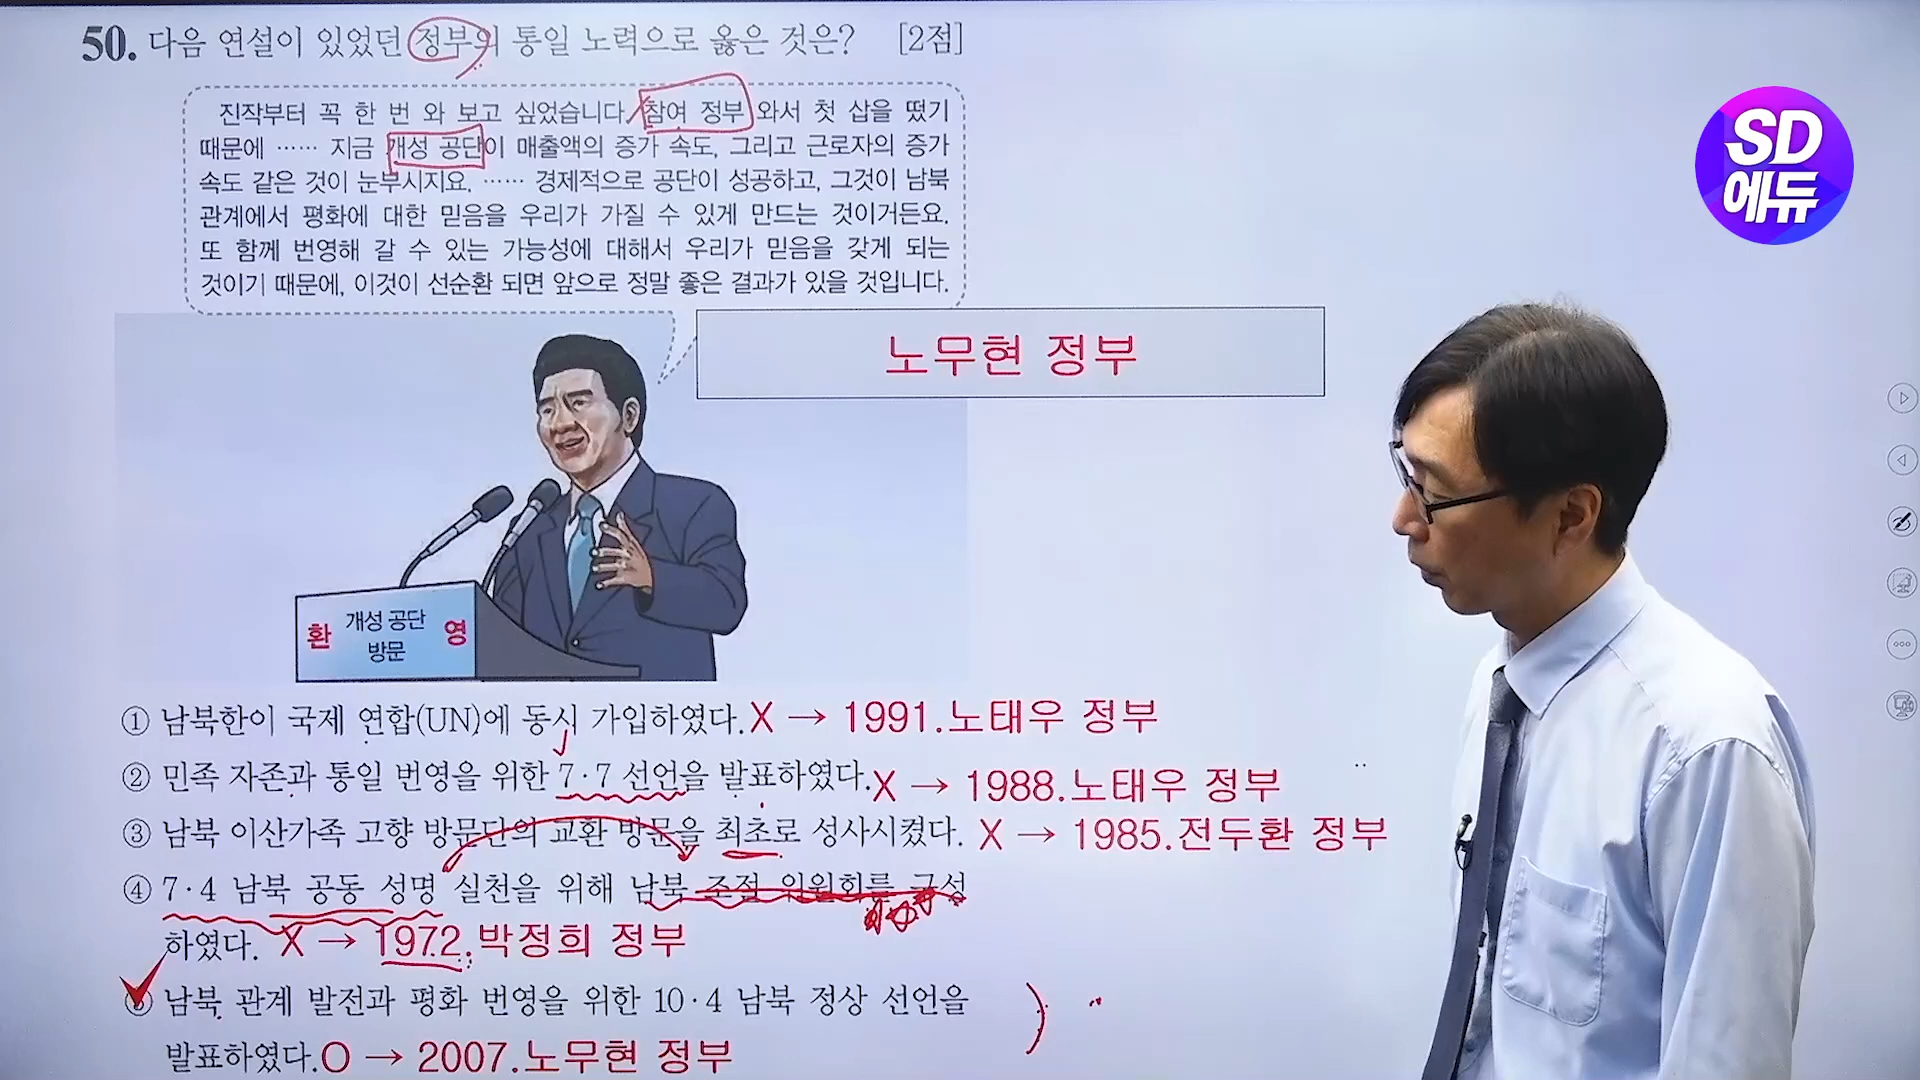 50. 다음 연설이 있었던 정부의 통일 노력으로 옳은 것은? [2점]
진작부터 꼭 한 번 와 보고 싶었습니다. 참여 정부 와서 첫 삽을 떴기
때문에 …… 지금 개성 공단이 매출액의 증가 속도, 그리고 근로자의 증가
속도 같은 것이 눈부시지요. …… 경제적으로 공단이 성공하고, 그것이 남북
관계에서 평화에 대한 믿음을 우리가 가질 수 있게 만드는 것이거든요.
또 함께 번영해 갈 수 있는 가능성에 대해서 우리가 믿음을 갖게 되는
것이기 때문에, 이것이 선순환 되면 앞으로 정말 좋은 결과가 있을 것입니다.
SD
에듀
노무현 정부
환 개성 공단 영
방문
① 남북한이 국제 연합(UN)에 동시 가입하였다. X → 1991.노태우 정부
② 민족 자존과 통일 번영을 위한 7·7 선언을 발표하였다. X → 1988.노태우 정부
③ 남북 이산가족 고향 방문단의 교환 방문을 최초로 성사시켰다. X → 1985.전두환 정부
④ 7·4 남북 공동 성명 실천을 위해 남북 조절 위원회를 구성
하였다. X → 1972.박정희 정부
⑤ 남북 관계 발전과 평화 번영을 위한 10·4 남북 정상 선언을
발표하였다. O → 2007.노무현 정부